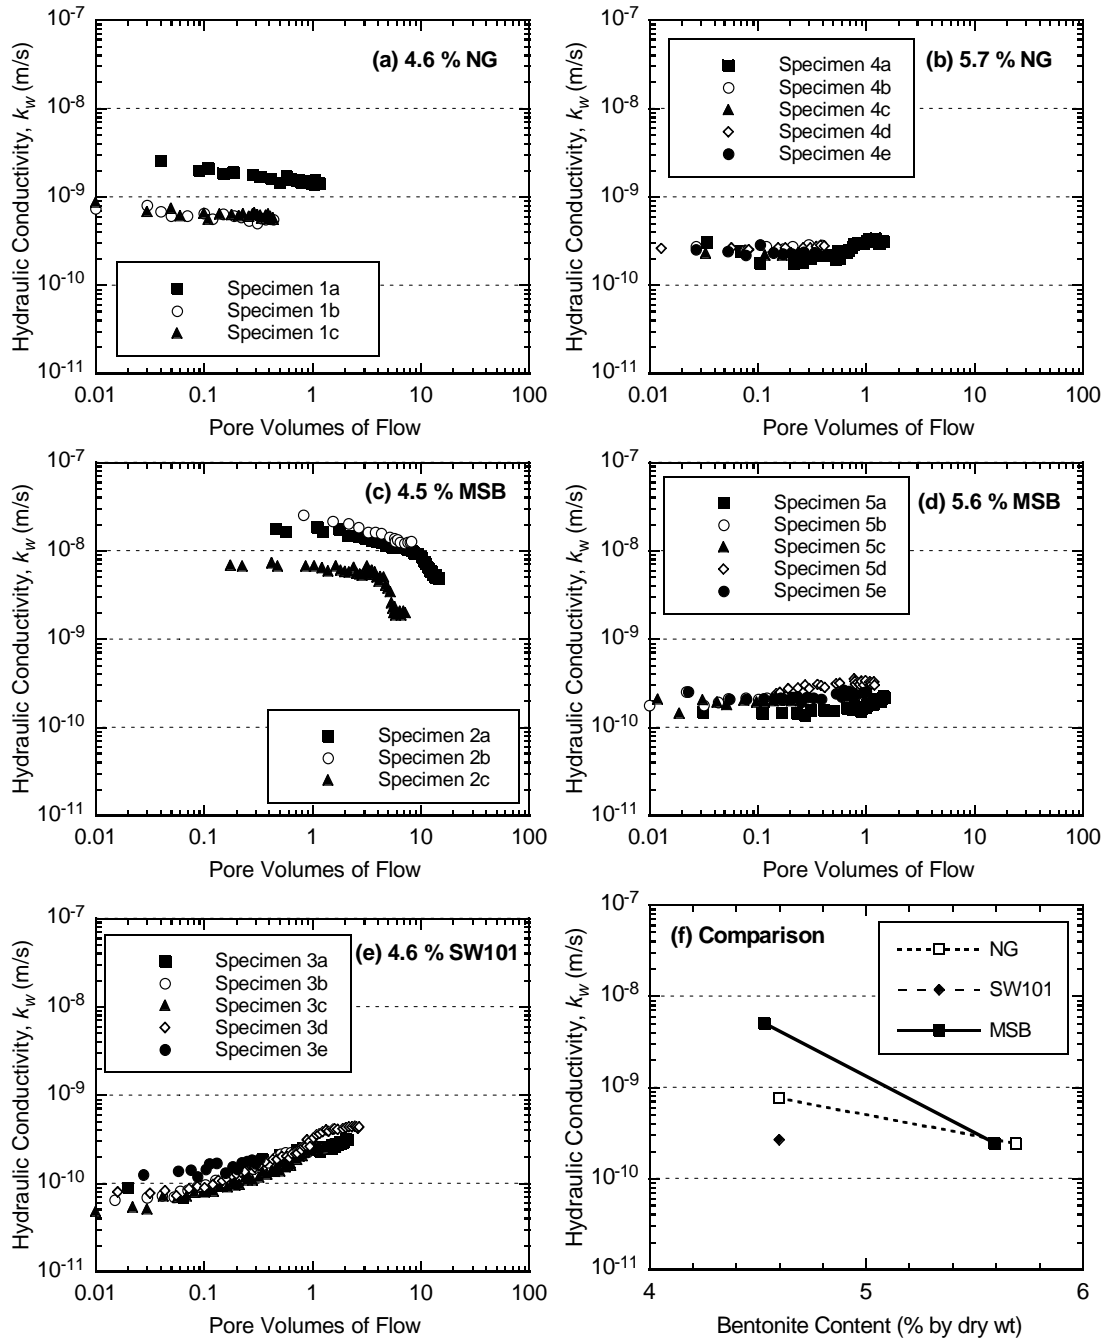 (a) 4.6 % NG
Hydraulic Conductivity, k_w (m/s)
10^-8
10^-9
10^-10
10^-11
Specimen 1a
Specimen 1b
Specimen 1c
0.01 0.1 1 10 100
Pore Volumes of Flow
(b) 5.7 % NG
Hydraulic Conductivity, k_w (m/s)
Specimen 4a
Specimen 4b
Specimen 4c
Specimen 4d
Specimen 4e
10^-8
10^-9
10^-10
10^-11
0.01 0.1 1 10 100
Pore Volumes of Flow
(c) 4.5 % MSB
Hydraulic Conductivity, k_w (m/s)
10^-7
10^-8
10^-9
10^-10
10^-11
Specimen 2a
Specimen 2b
Specimen 2c
0.01 0.1 1 10 100
Pore Volumes of Flow
(d) 5.6 % MSB
Hydraulic Conductivity, k_w (m/s)
10^-7
10^-8
10^-9
10^-10
10^-11
Specimen 5a
Specimen 5b
Specimen 5c
Specimen 5d
Specimen 5e
0.01 0.1 1 10 100
Pore Volumes of Flow
(e) 4.6 % SW101
Hydraulic Conductivity, k_w (m/s)
10^-7
10^-8
10^-9
10^-10
10^-11
Specimen 3a
Specimen 3b
Specimen 3c
Specimen 3d
Specimen 3e
0.01 0.1 1 10 100
Pore Volumes of Flow
(f) Comparison
Hydraulic Conductivity, k_w (m/s)
10^-7
10^-8
10^-9
10^-10
10^-11
NG
SW101
MSB
4 5 6
Bentonite Content (% by dry wt)